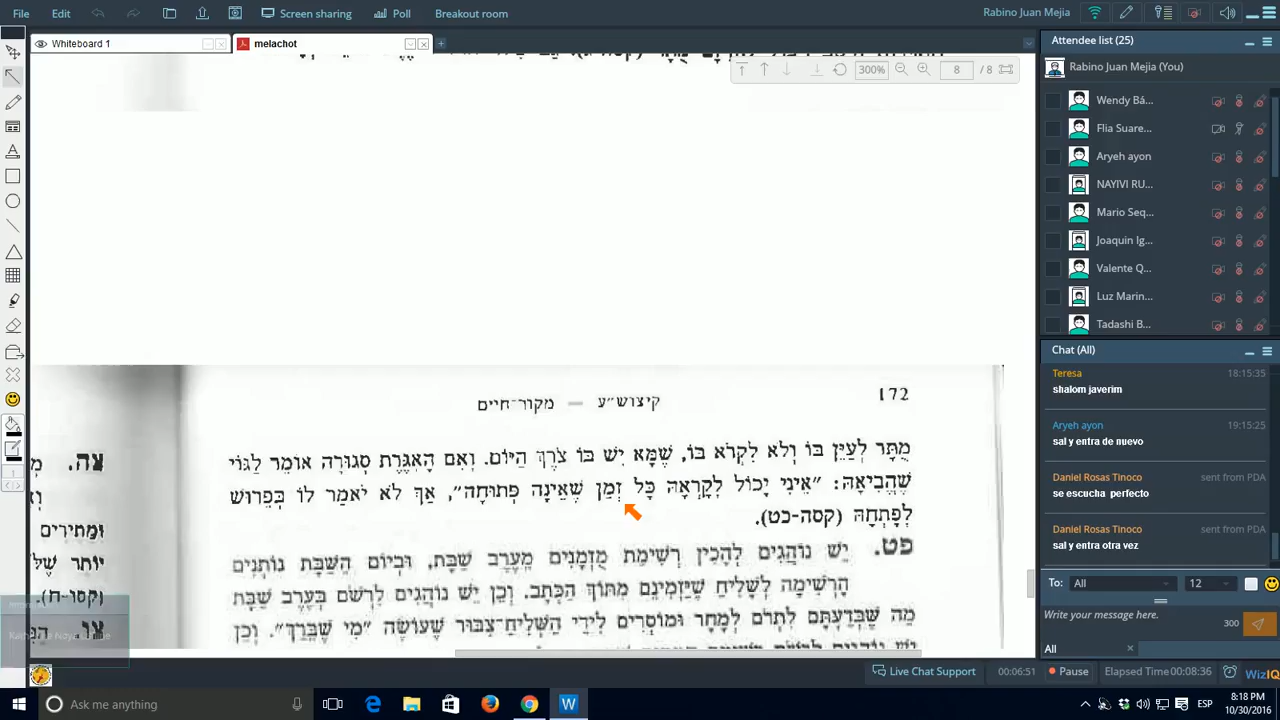 File
Edit
Screen sharing
Poll
Breakout room
Rabino Juan Mejia
Whiteboard 1
melachot
300%
8
/ 8
Attendee list (25)
Rabino Juan Mejia (You)
Wendy Bá...
Flia Suare...
Aryeh ayon
NAYIVI RU...
Mario Seq...
Joaquin Ig...
Valente Q...
Luz Marin...
Tadashi B...
Chat (All)
Teresa 18:15:35
shalom javerim
Aryeh ayon 19:15:25
sal y entra de nuevo
Daniel Rosas Tinoco sent from PDA
se escucha perfecto
Daniel Rosas Tinoco sent from PDA
sal y entra otra vez
To: All 12
Write your message here.
300
All
172
קיצוש״ע — מקור־חיים
מֻתָּר לְעַיֵּן בּוֹ וְלֹא לִקְרֹא בּוֹ, שֶׁמָּא יִשׁ בּוֹ צֹרֶךְ הַיּוֹם. וְאִם הָאִגֶּרֶת סְגוּרָה אוֹמֵר לַגּוֹי
שֶׁהֱבִיאָהּ: ״אֵינִי יָכוֹל לְקָרְאָהּ כָּל זְמַן שֶׁאֵינָהּ פְּתוּחָה״, אַךְ לֹא יֹאמַר לוֹ בְּפֵרוּשׁ
לְפָתְחָהּ (קסה-כט).
פט. יֵשׁ נוֹהֲגִים לְהָכִין רְשִׁימַת מֻזְמָנִים מֵעֶרֶב שַׁבָּת, וּבְיוֹם הַשַּׁבָּת נוֹתְנִים
הָרְשִׁימָה לְשָׁלִיחַ שֶׁיַּזְמִינֵם מִתּוֹךְ הַכְּתָב. וְכֵן יֵשׁ נוֹהֲגִים לִרְשֹׁם בְּעֶרֶב שַׁבָּת
מַה שֶּׁבְּדַעְתָּם לִתְרֹם לְמָחָר וּמוֹסְרִים לִידֵי הַשְּׁלִיחַ־צִבּוּר שֶׁעוֹשֶׂה ״מִי שֶׁבֵּרַךְ״. וְכֵן
צה.
וּמַתִּירִים
יוֹתֵר
(קסו-ח).
צו
Live Chat Support
00:06:51
Pause
Elapsed Time 00:08:36
WizIQ
Ask me anything
ESP
8:18 PM
10/30/2016